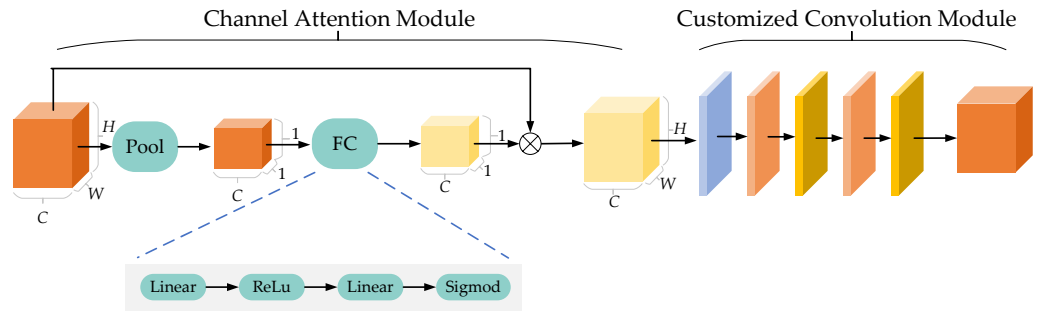 Channel Attention Module
Customized Convolution Module
H
W
C
Pool
1
1
C
FC
1
1
C
H
W
C
Linear
ReLu
Linear
Sigmod